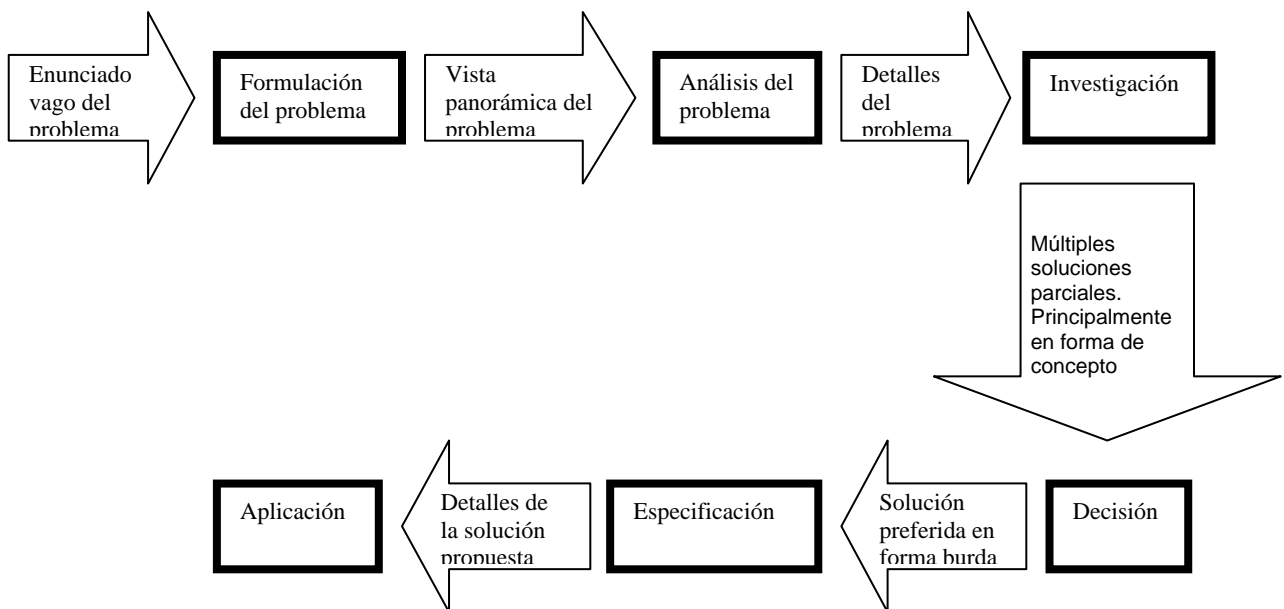 Enunciado
vago del
problema
Formulación
del problema
Vista
panorámica del
problema
Análisis del
problema
Detalles
del
problema
Investigación
Múltiples
soluciones
parciales.
Principalmente
en forma de
concepto
Decisión
Solución
preferida en
forma burda
Especificación
Detalles de
la solución
propuesta
Aplicación